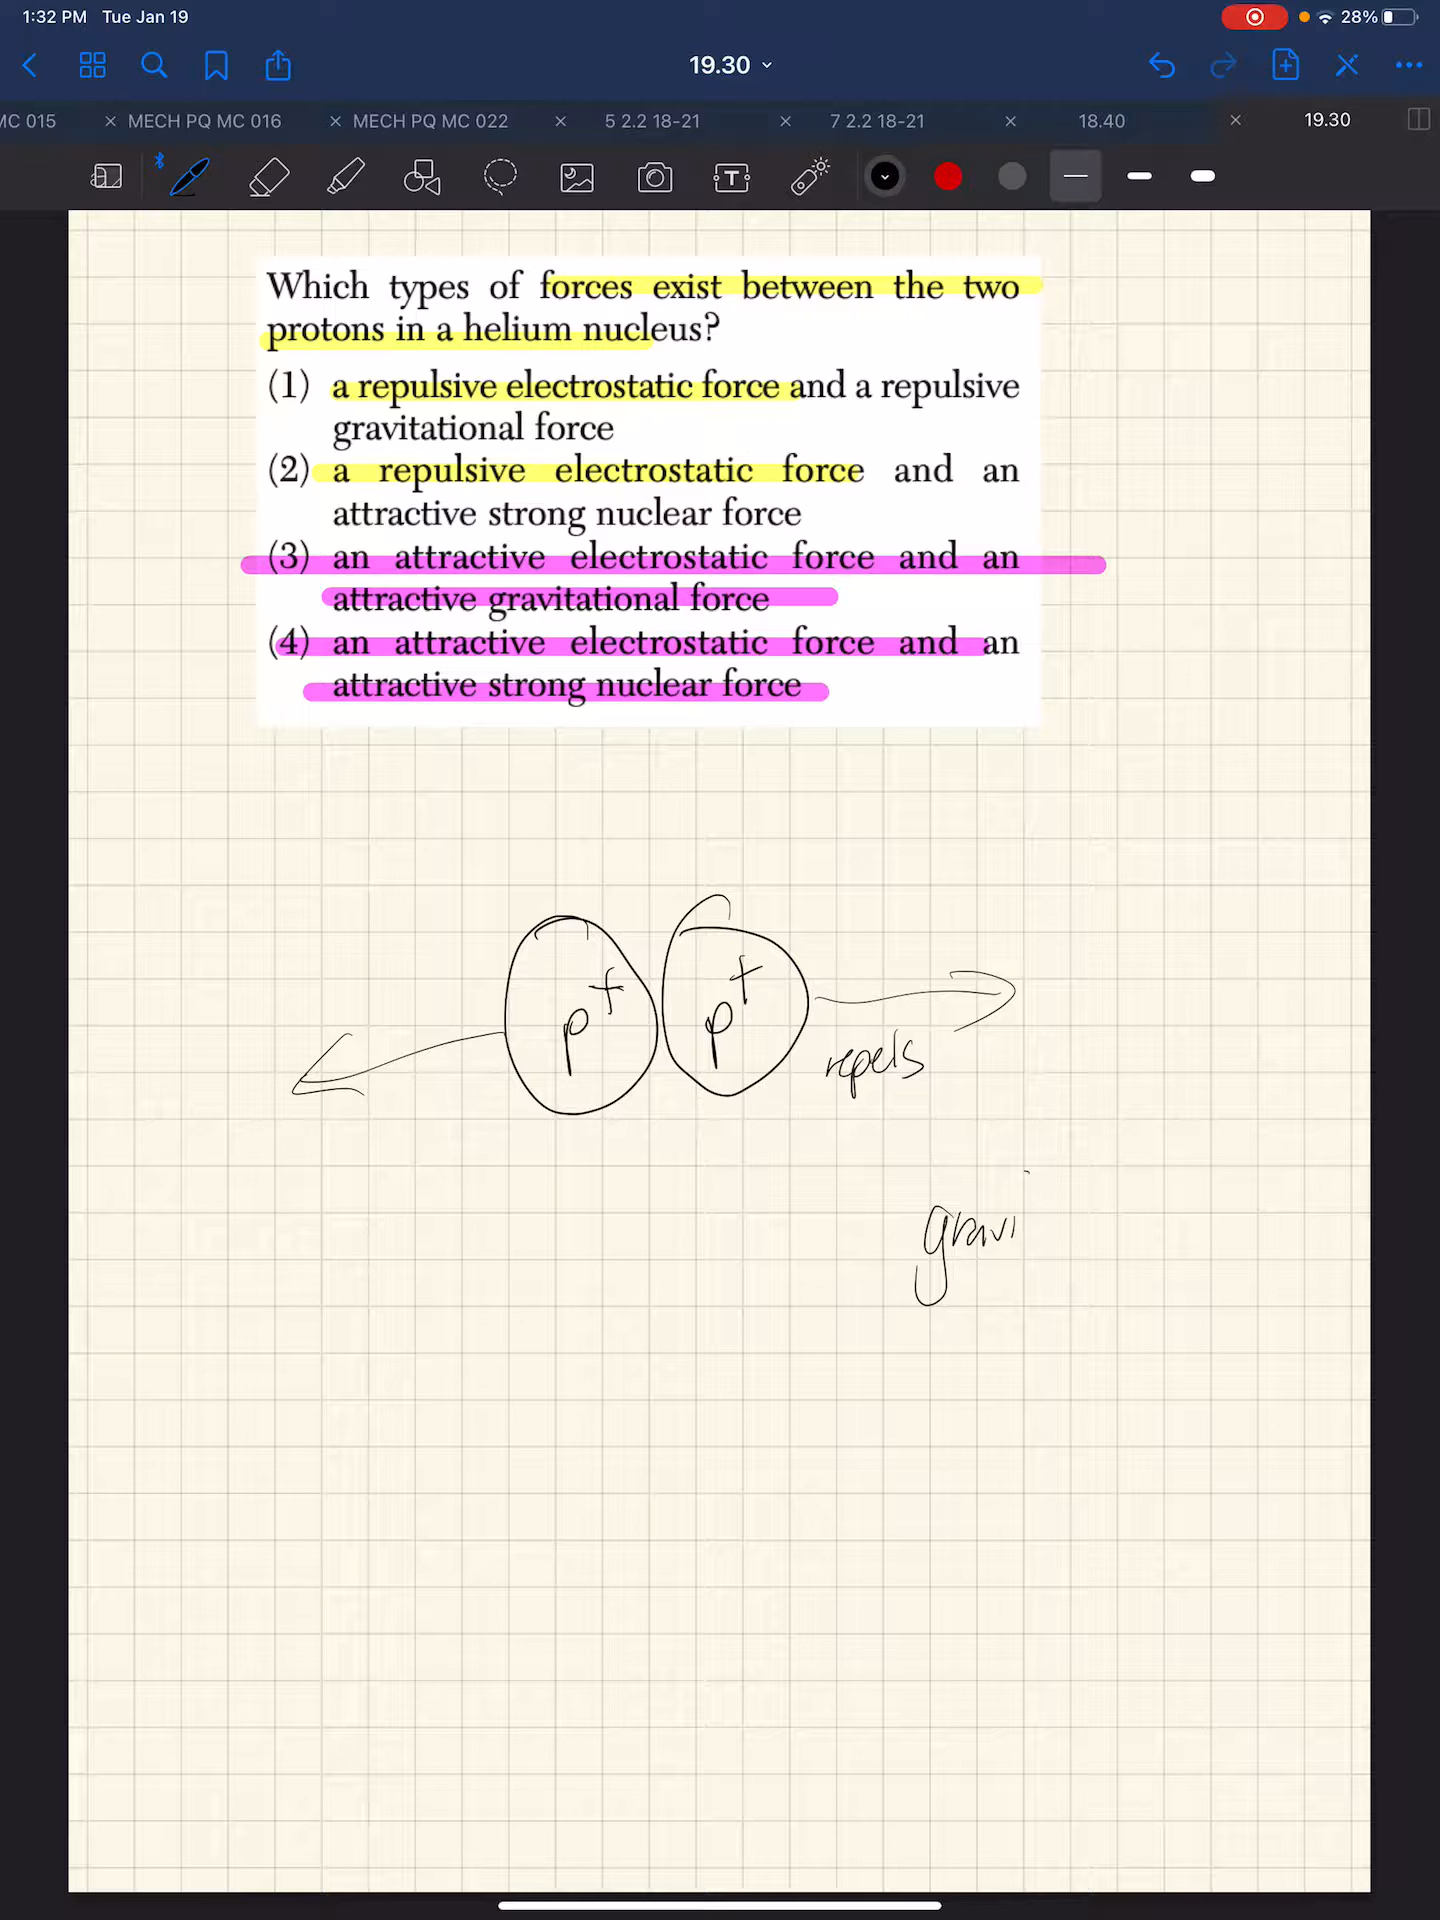 1:32 PM Tue Jan 19 28%
19.30
MC 015 MECH PQ MC 016 MECH PQ MC 022 5 2.2 18-21 7 2.2 18-21 18.40 19.30
Which types of forces exist between the two
protons in a helium nucleus?
(1) a repulsive electrostatic force and a repulsive
gravitational force
(2) a repulsive electrostatic force and an
attractive strong nuclear force
(3) an attractive electrostatic force and an
attractive gravitational force
(4) an attractive electrostatic force and an
attractive strong nuclear force
p+ p+
repels
gravi